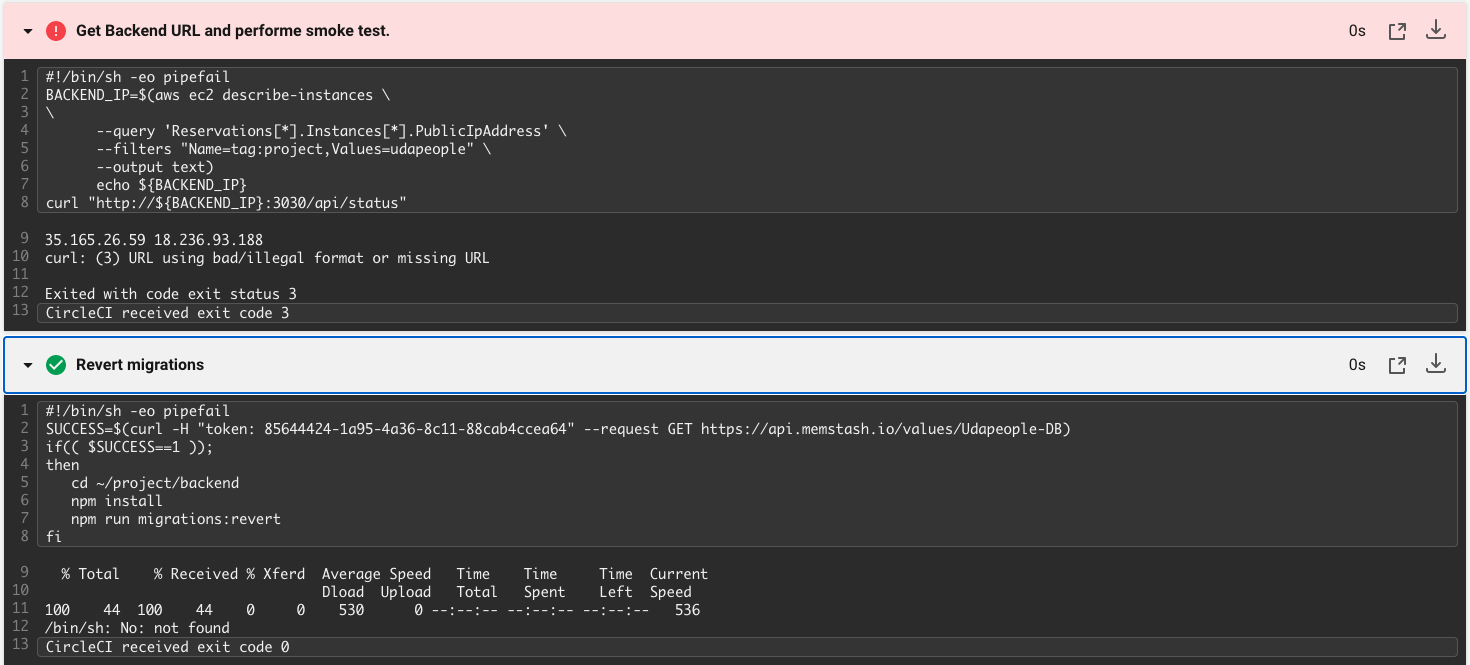 Get Backend URL and performe smoke test.
0s
1 #!/bin/sh -eo pipefail
2 BACKEND_IP=$(aws ec2 describe-instances \
3 \
4       --query 'Reservations[*].Instances[*].PublicIpAddress' \
5       --filters "Name=tag:project,Values=udapeople" \
6       --output text)
7       echo ${BACKEND_IP}
8 curl "http://${BACKEND_IP}:3030/api/status"
9 35.165.26.59 18.236.93.188
10 curl: (3) URL using bad/illegal format or missing URL
11
12 Exited with code exit status 3
13 CircleCI received exit code 3
Revert migrations
0s
1 #!/bin/sh -eo pipefail
2 SUCCESS=$(curl -H "token: 85644424-1a95-4a36-8c11-88cab4ccea64" --request GET https://api.memstash.io/values/Udapeople-DB)
3 if(( $SUCCESS==1 ));
4 then
5    cd ~/project/backend
6    npm install
7    npm run migrations:revert
8 fi
9   % Total    % Received % Xferd  Average Speed   Time    Time     Time  Current
10                                  Dload  Upload   Total   Spent    Left  Speed
11 100    44  100    44    0     0    530      0 --:--:-- --:--:-- --:--:--   536
12 /bin/sh: No: not found
13 CircleCI received exit code 0